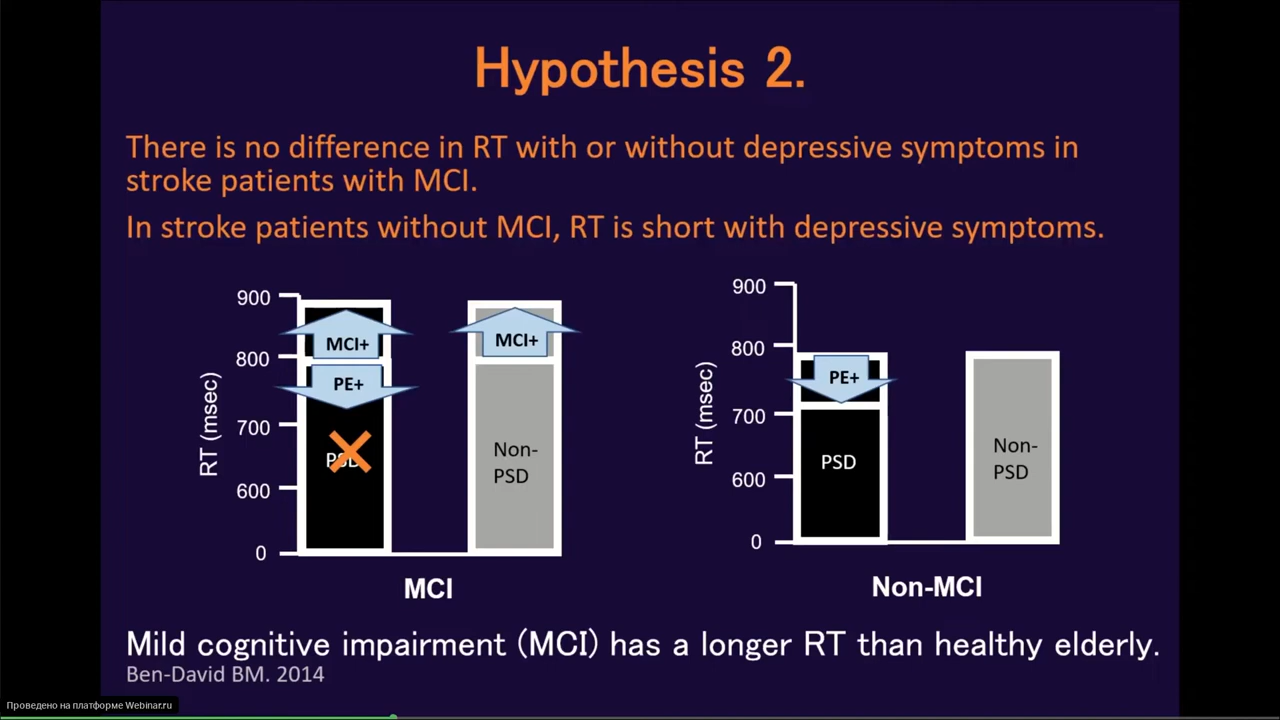 Hypothesis 2.
There is no difference in RT with or without depressive symptoms in
stroke patients with MCI.
In stroke patients without MCI, RT is short with depressive symptoms.
RT (msec)
900
800
700
600
0
MCI+
PE+
PSD
MCI+
Non-
PSD
MCI
RT (msec)
900
800
700
600
0
PE+
PSD
Non-
PSD
Non-MCI
Mild cognitive impairment (MCI) has a longer RT than healthy elderly.
Ben-David BM. 2014
Проведено на платформе Webinar.ru